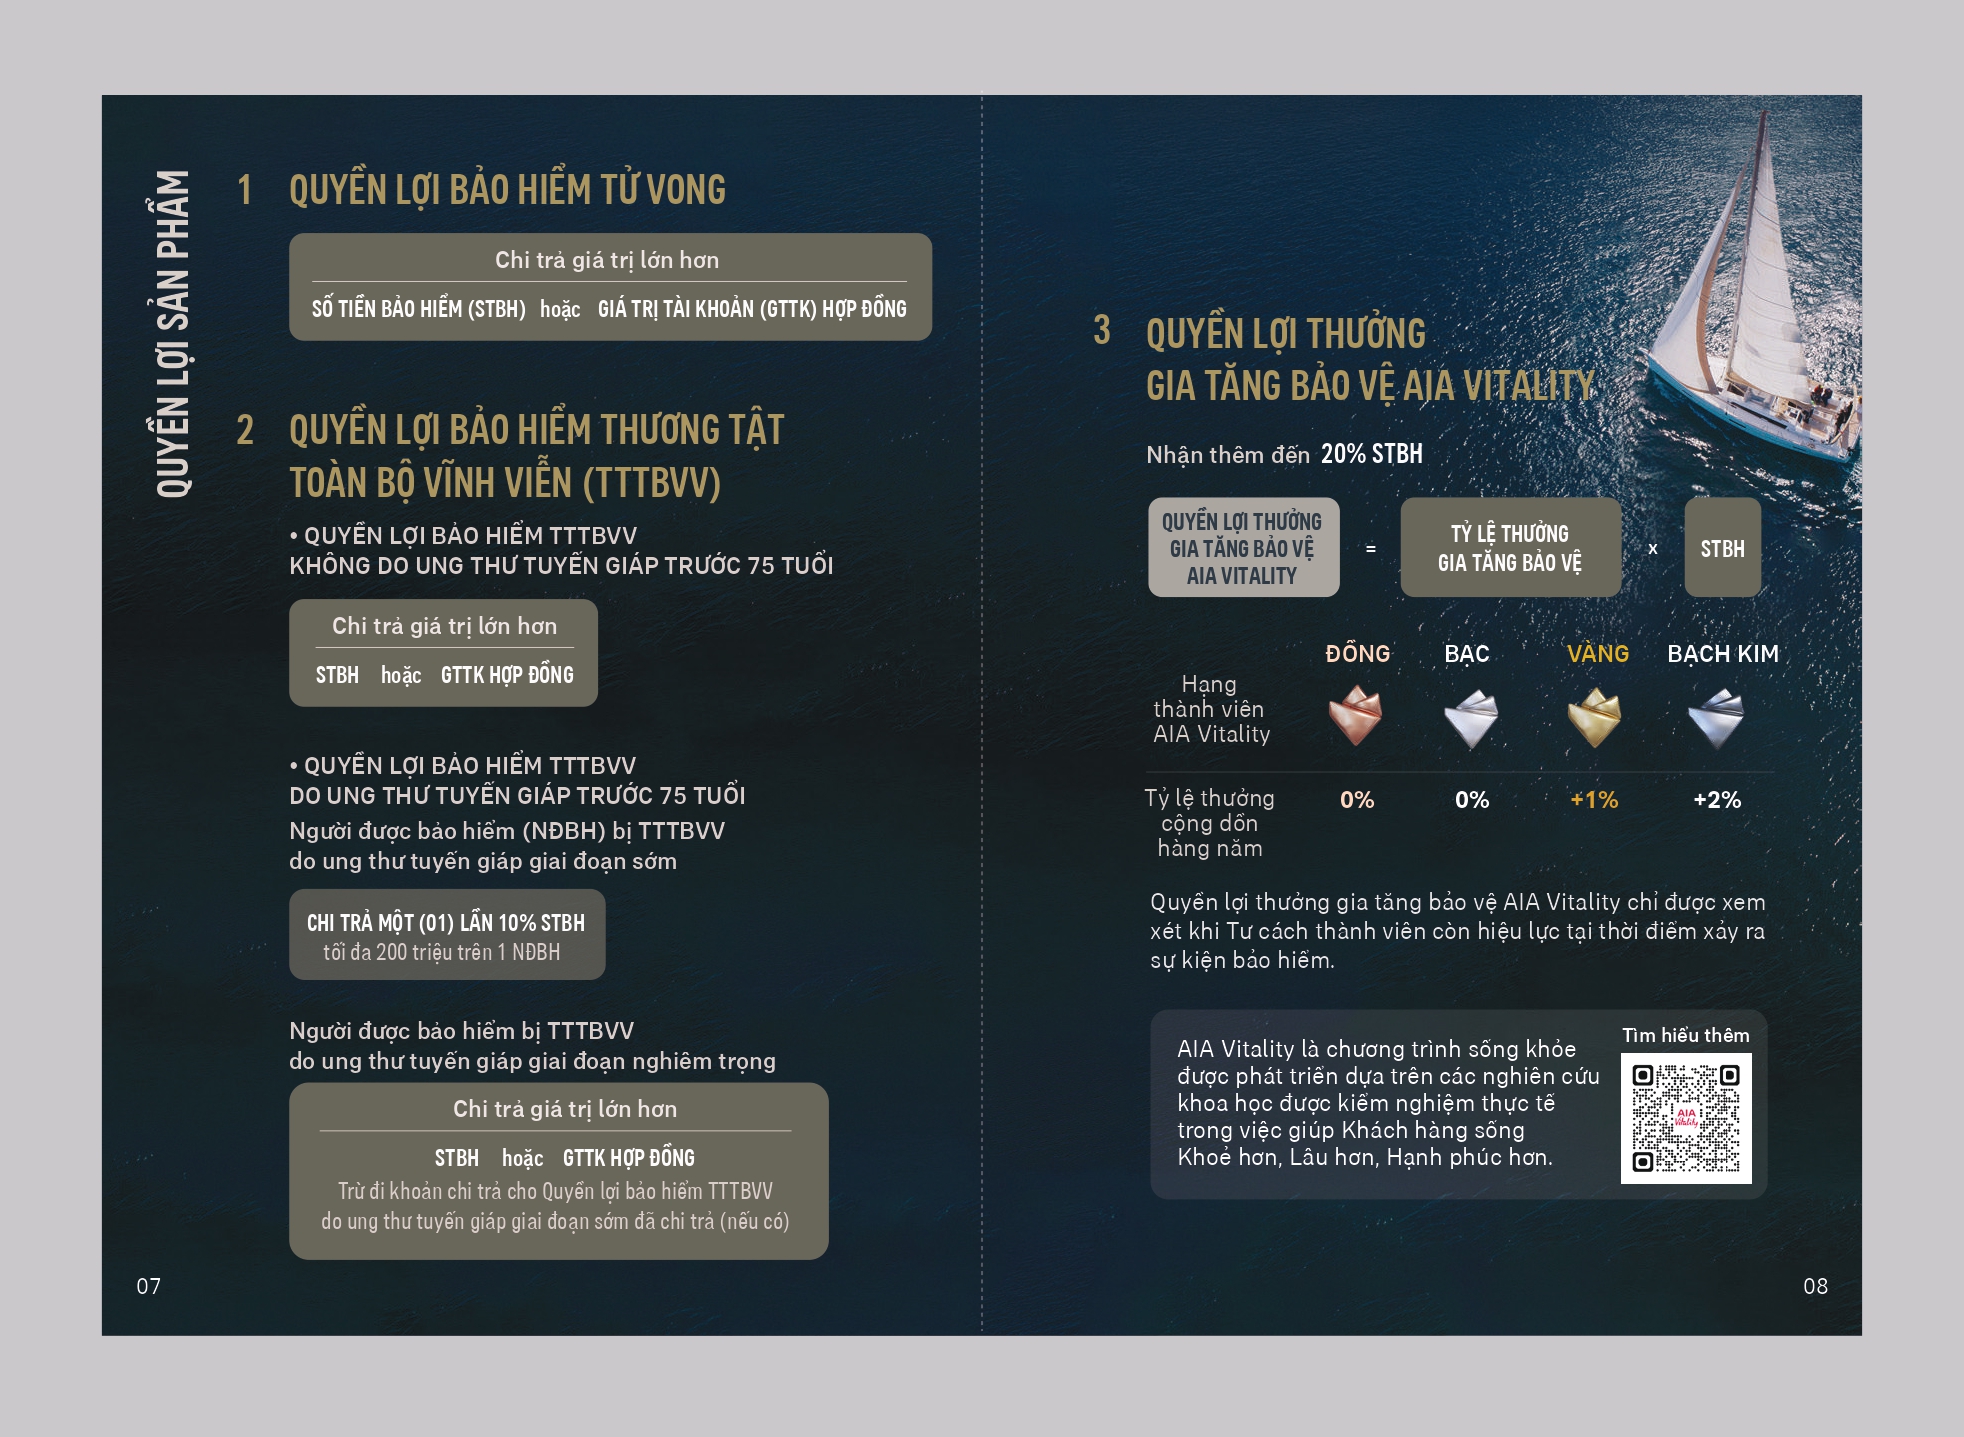 QUYỀN LỢI SẢN PHẨM
1 QUYỀN LỢI BẢO HIỂM TỬ VONG
Chi trả giá trị lớn hơn
SỐ TIỀN BẢO HIỂM (STBH) hoặc GIÁ TRỊ TÀI KHOẢN (GTTK) HỢP ĐỒNG
2 QUYỀN LỢI BẢO HIỂM THƯƠNG TẬT
TOÀN BỘ VĨNH VIỄN (TTTBVV)
• QUYỀN LỢI BẢO HIỂM TTTBVV
KHÔNG DO UNG THƯ TUYẾN GIÁP TRƯỚC 75 TUỔI
Chi trả giá trị lớn hơn
STBH hoặc GTTK HỢP ĐỒNG
• QUYỀN LỢI BẢO HIỂM TTTBVV
DO UNG THƯ TUYẾN GIÁP TRƯỚC 75 TUỔI
Người được bảo hiểm (NĐBH) bị TTTBVV
do ung thư tuyến giáp giai đoạn sớm
CHI TRẢ MỘT (01) LẦN 10% STBH
tối đa 200 triệu trên 1 NĐBH
Người được bảo hiểm bị TTTBVV
do ung thư tuyến giáp giai đoạn nghiêm trọng
Chi trả giá trị lớn hơn
STBH hoặc GTTK HỢP ĐỒNG
Trừ đi khoản chi trả cho Quyền lợi bảo hiểm TTTBVV
do ung thư tuyến giáp giai đoạn sớm đã chi trả (nếu có)
07
3 QUYỀN LỢI THƯỞNG
GIA TĂNG BẢO VỆ AIA VITALITY
Nhận thêm đến 20% STBH
QUYỀN LỢI THƯỞNG
GIA TĂNG BẢO VỆ
AIA VITALITY
=
TỶ LỆ THƯỞNG
GIA TĂNG BẢO VỆ
x
STBH
ĐỒNG BẠC VÀNG BẠCH KIM
Hạng
thành viên
AIA Vitality
Tỷ lệ thưởng
cộng dồn
hàng năm
0% 0% +1% +2%
Quyền lợi thưởng gia tăng bảo vệ AIA Vitality chỉ được xem
xét khi Tư cách thành viên còn hiệu lực tại thời điểm xảy ra
sự kiện bảo hiểm.
AIA Vitality là chương trình sống khỏe
được phát triển dựa trên các nghiên cứu
khoa học được kiểm nghiệm thực tế
trong việc giúp Khách hàng sống
Khoẻ hơn, Lâu hơn, Hạnh phúc hơn.
Tìm hiểu thêm
AIA
Vitality
08